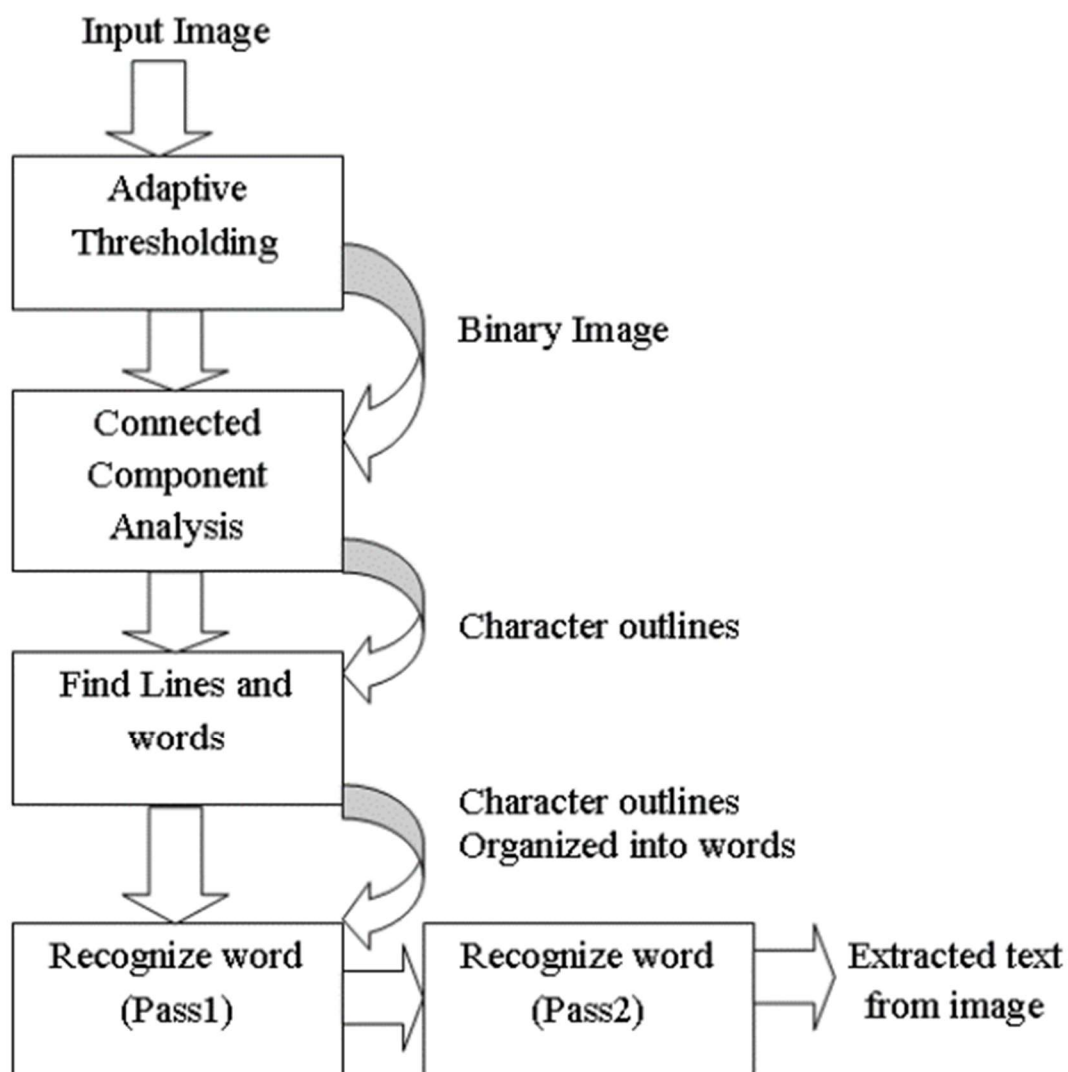 Input Image
Adaptive
Thresholding
Binary Image
Connected
Component
Analysis
Character outlines
Find Lines and
words
Character outlines
Organized into words
Recognize word
(Pass1)
Recognize word
(Pass2)
Extracted text
from image